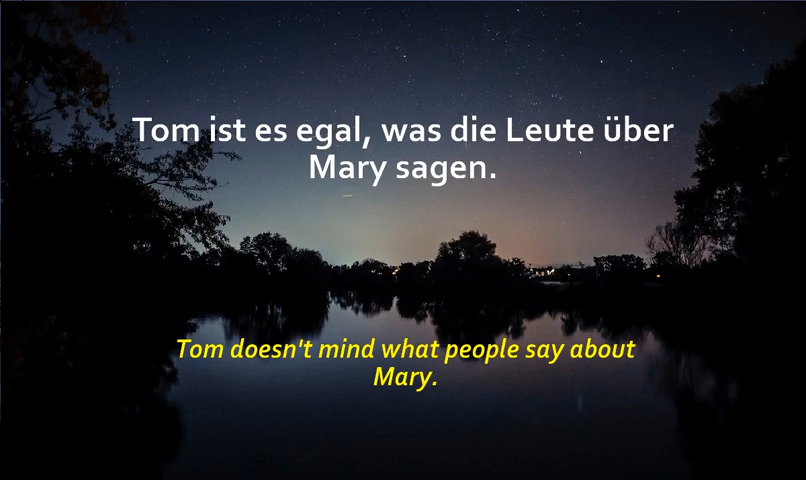 Tom ist es egal, was die Leute über
Mary sagen.
Tom doesn't mind what people say about
Mary.